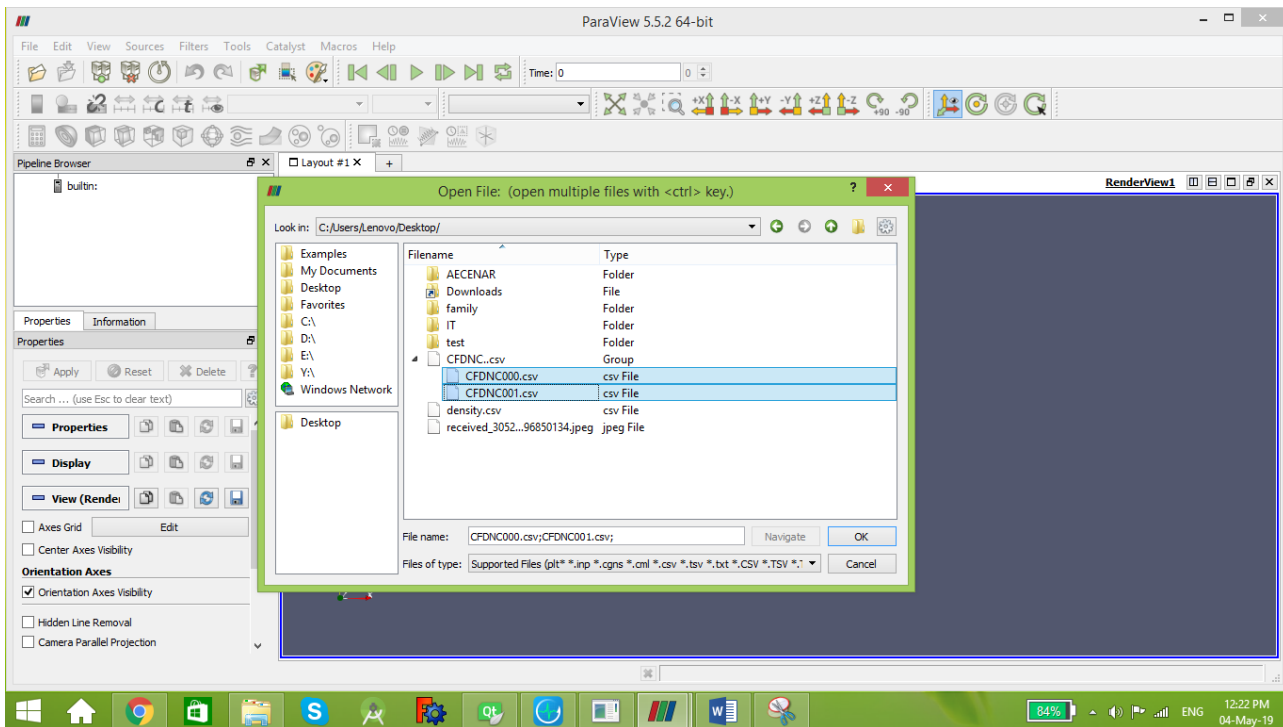 ParaView 5.5.2 64-bit
File Edit View Sources Filters Tools Catalyst Macros Help
Time: 0 0
+X -X +Y -Y +Z -Z +90 -90
Pipeline Browser
Layout #1 +
builtin:
RenderView1
Open File: (open multiple files with <ctrl> key.)
Look in: C:/Users/Lenovo/Desktop/
Examples
My Documents
Desktop
Favorites
C:\
D:\
E:\
Y:\
Windows Network
Desktop
Filename Type
AECENAR Folder
Downloads File
family Folder
IT Folder
test Folder
CFDNC..csv Group
CFDNC000.csv csv File
CFDNC001.csv csv File
density.csv csv File
received_3052...96850134.jpeg jpeg File
File name: CFDNC000.csv;CFDNC001.csv; Navigate OK
Files of type: Supported Files (plt* *.inp *.cgns *.cml *.csv *.tsv *.txt *.CSV *.TSV *. Cancel
Properties Information
Properties
Apply Reset Delete ?
Search ... (use Esc to clear text)
Properties
Display
View (Render
Axes Grid Edit
Center Axes Visibility
Orientation Axes
Orientation Axes Visibility
Hidden Line Removal
Camera Parallel Projection
84% ENG 12:22 PM
04-May-19